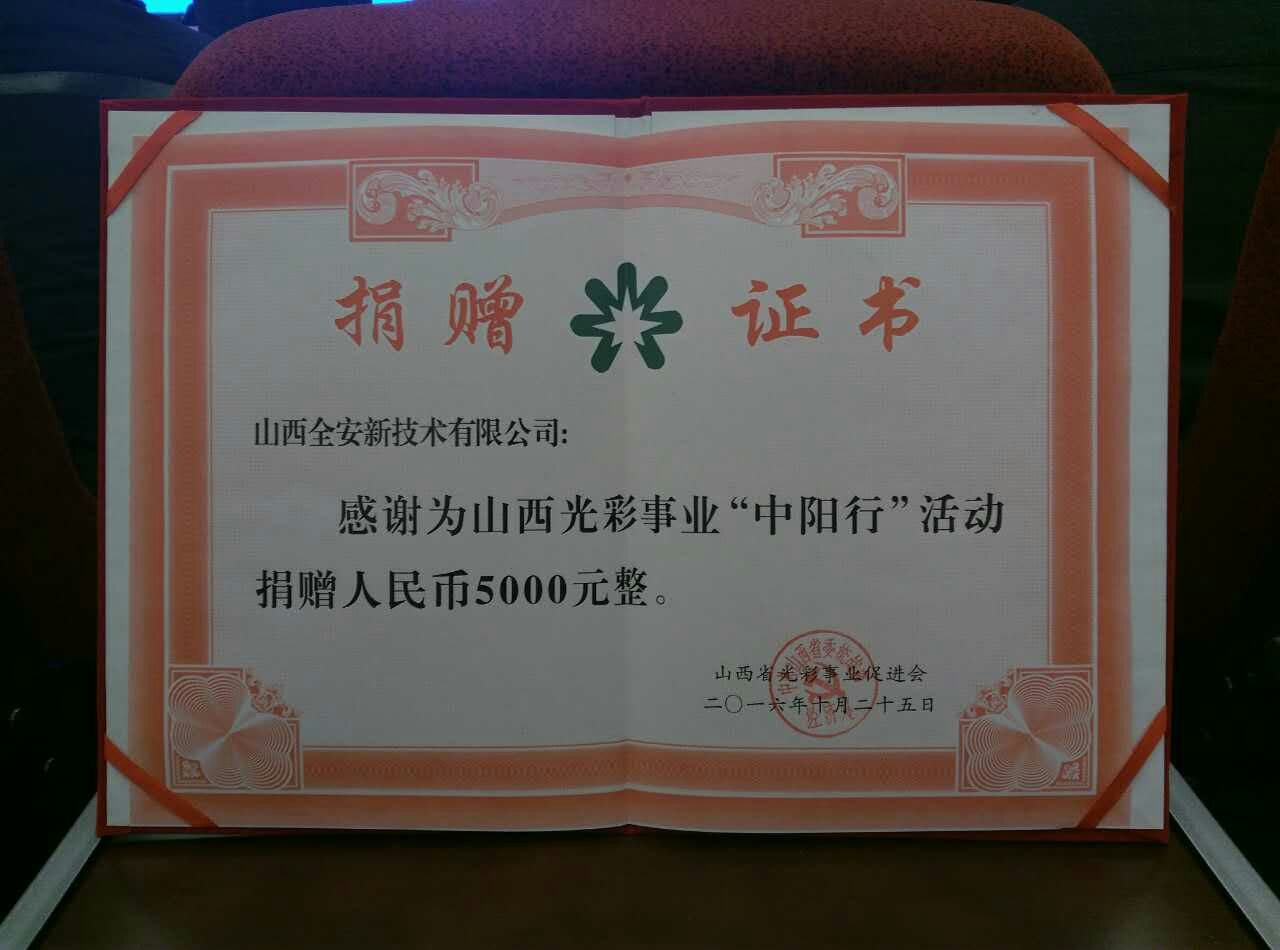 捐赠 证书
山西全安新技术有限公司:
感谢为山西光彩事业“中阳行”活动
捐赠人民币5000元整。
山西省光彩事业促进会
二〇一六年十月二十五日